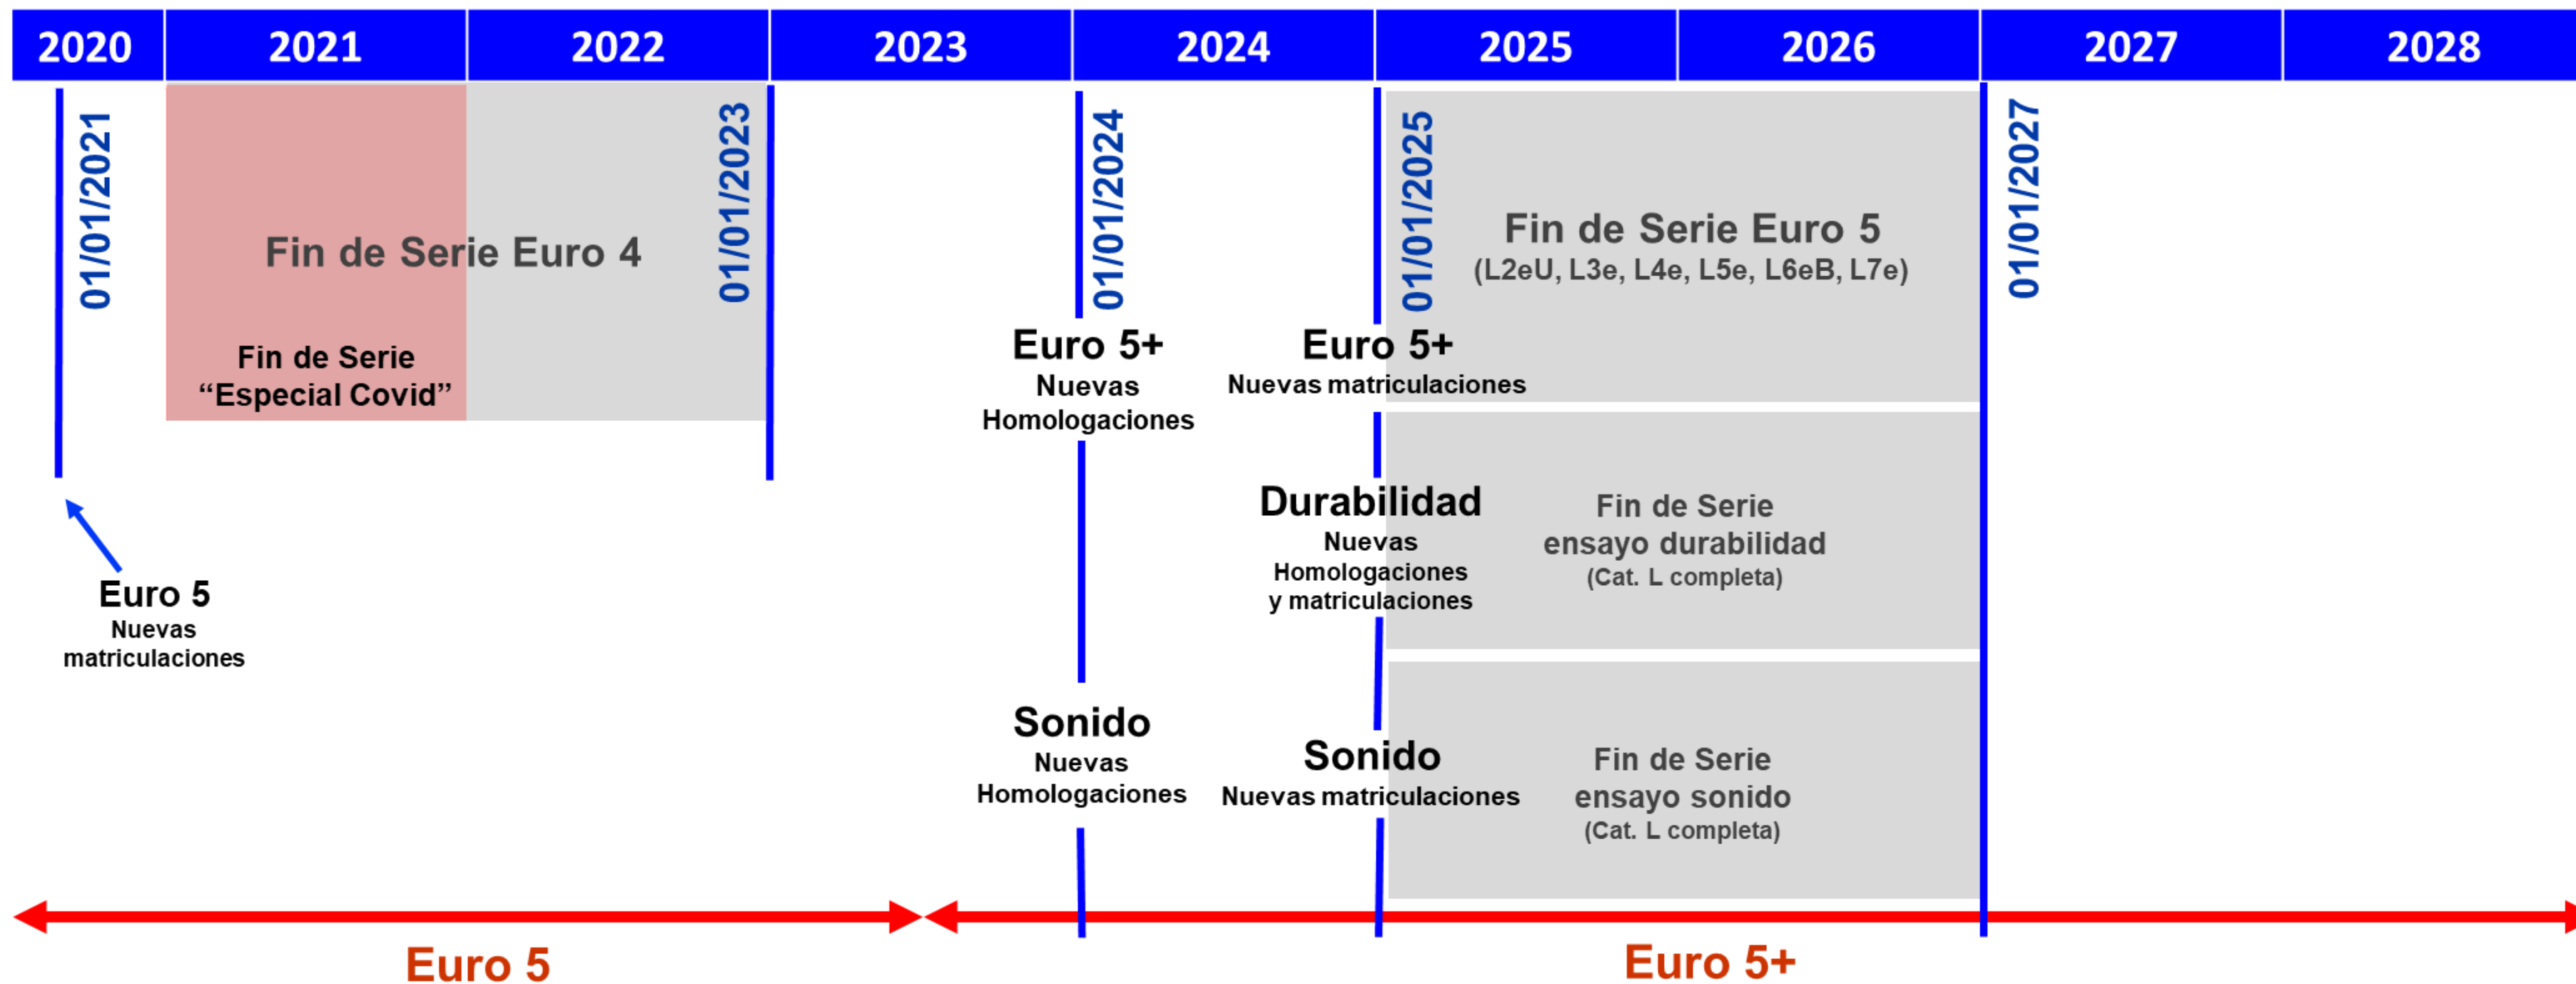 2020 2021 2022 2023 2024 2025 2026 2027 2028
01/01/2021
Fin de Serie Euro 4
Fin de Serie
“Especial Covid”
01/01/2023
01/01/2024
01/01/2025
Fin de Serie Euro 5
(L2eU, L3e, L4e, L5e, L6eB, L7e)
01/01/2027
Euro 5+
Nuevas
Homologaciones
Euro 5+
Nuevas matriculaciones
Durabilidad
Nuevas
Homologaciones
y matriculaciones
Fin de Serie
ensayo durabilidad
(Cat. L completa)
Euro 5
Nuevas
matriculaciones
Sonido
Nuevas
Homologaciones
Sonido
Nuevas matriculaciones
Fin de Serie
ensayo sonido
(Cat. L completa)
Euro 5
Euro 5+